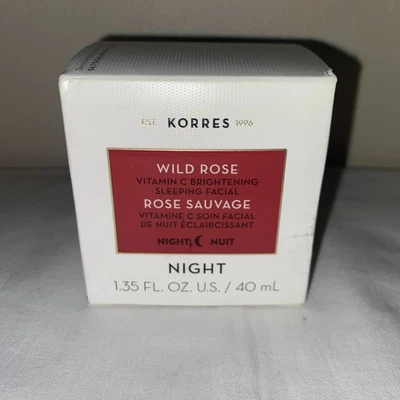 EST. KORRES 1996
WILD ROSE
VITAMIN C BRIGHTENING
SLEEPING FACIAL
ROSE SAUVAGE
VITAMINE C SOIN FACIAL
DE NUIT ÉCLAIRCISSANT
NIGHT NUIT
NIGHT
1.35 FL. OZ. U.S. / 40 mL